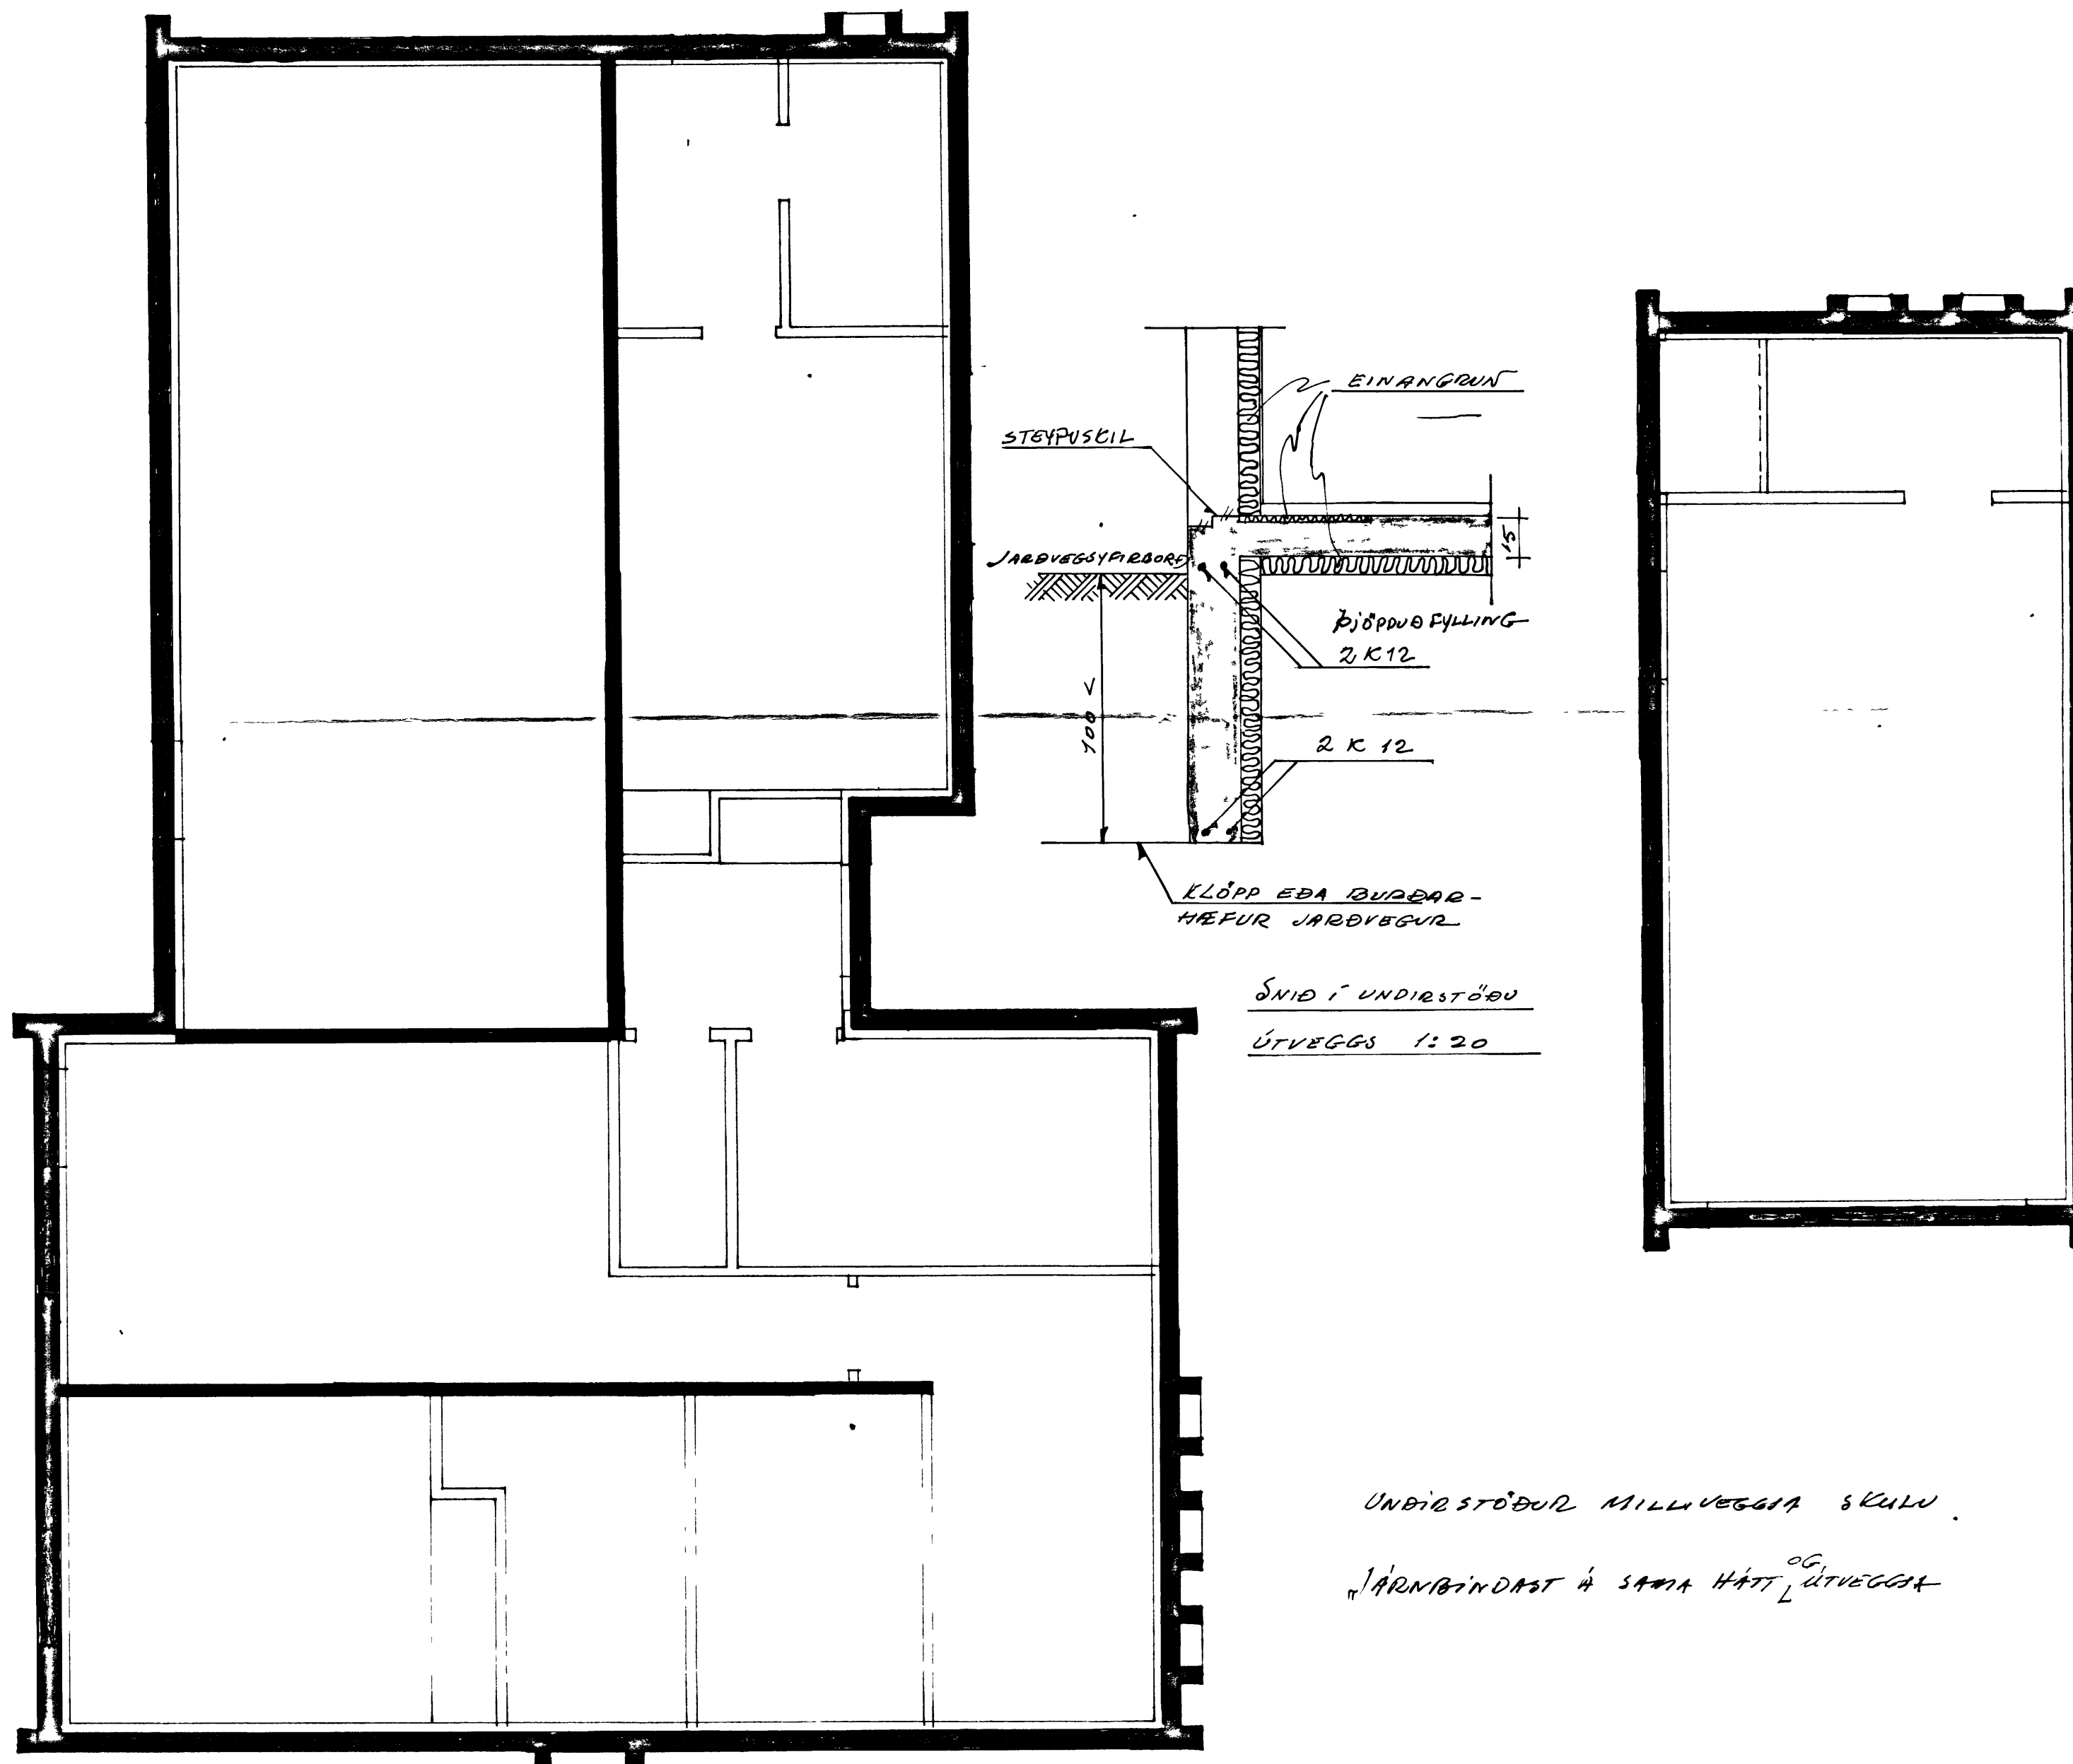 EINANGRUN
STEYPUSKIL
15
JARÐVEGSYFIRBORÐ
ÞJÖPPUÐ FYLLING
2 K 12
100 <
2 K 12
KLÖPP EÐA BURÐAR-
HÆFUR JARÐVEGUR
SNIÐ Í UNDIRSTÖÐU
ÚTVEGGS 1:20
UNDIRSTÖÐUR MILLIVEGGJA SKULU
JÁRNBINDAST Á SAMA HÁTT OG ÚTVEGGJA